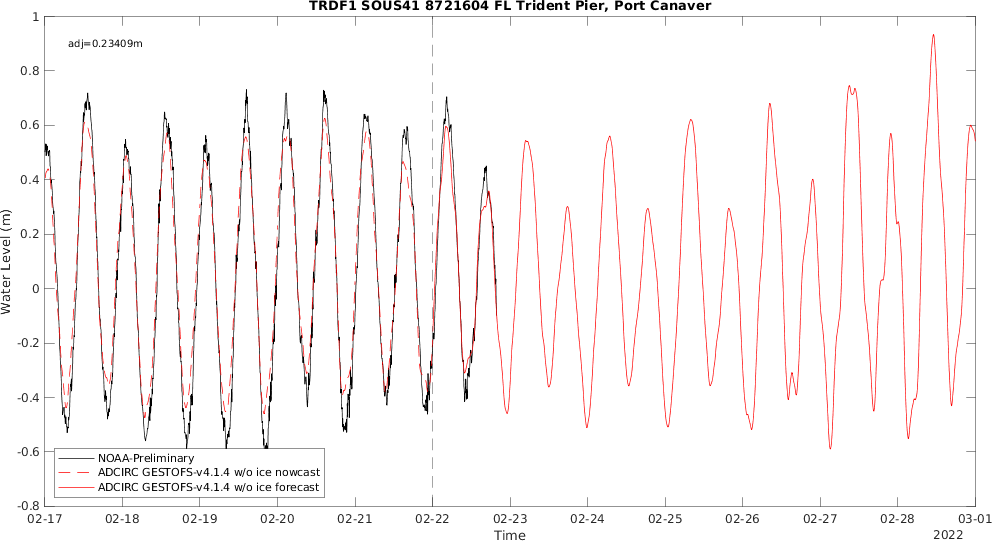 TRDF1 SOUS41 8721604 FL Trident Pier, Port Canaver
1
adj=0.23409m
0.8
0.6
0.4
0.2
0
-0.2
-0.4
-0.6
-0.8
Water Level (m)
NOAA-Preliminary
ADCIRC GESTOFS-v4.1.4 w/o ice nowcast
ADCIRC GESTOFS-v4.1.4 w/o ice forecast
02-17 02-18 02-19 02-20 02-21 02-22 02-23 02-24 02-25 02-26 02-27 02-28 03-01
Time
2022